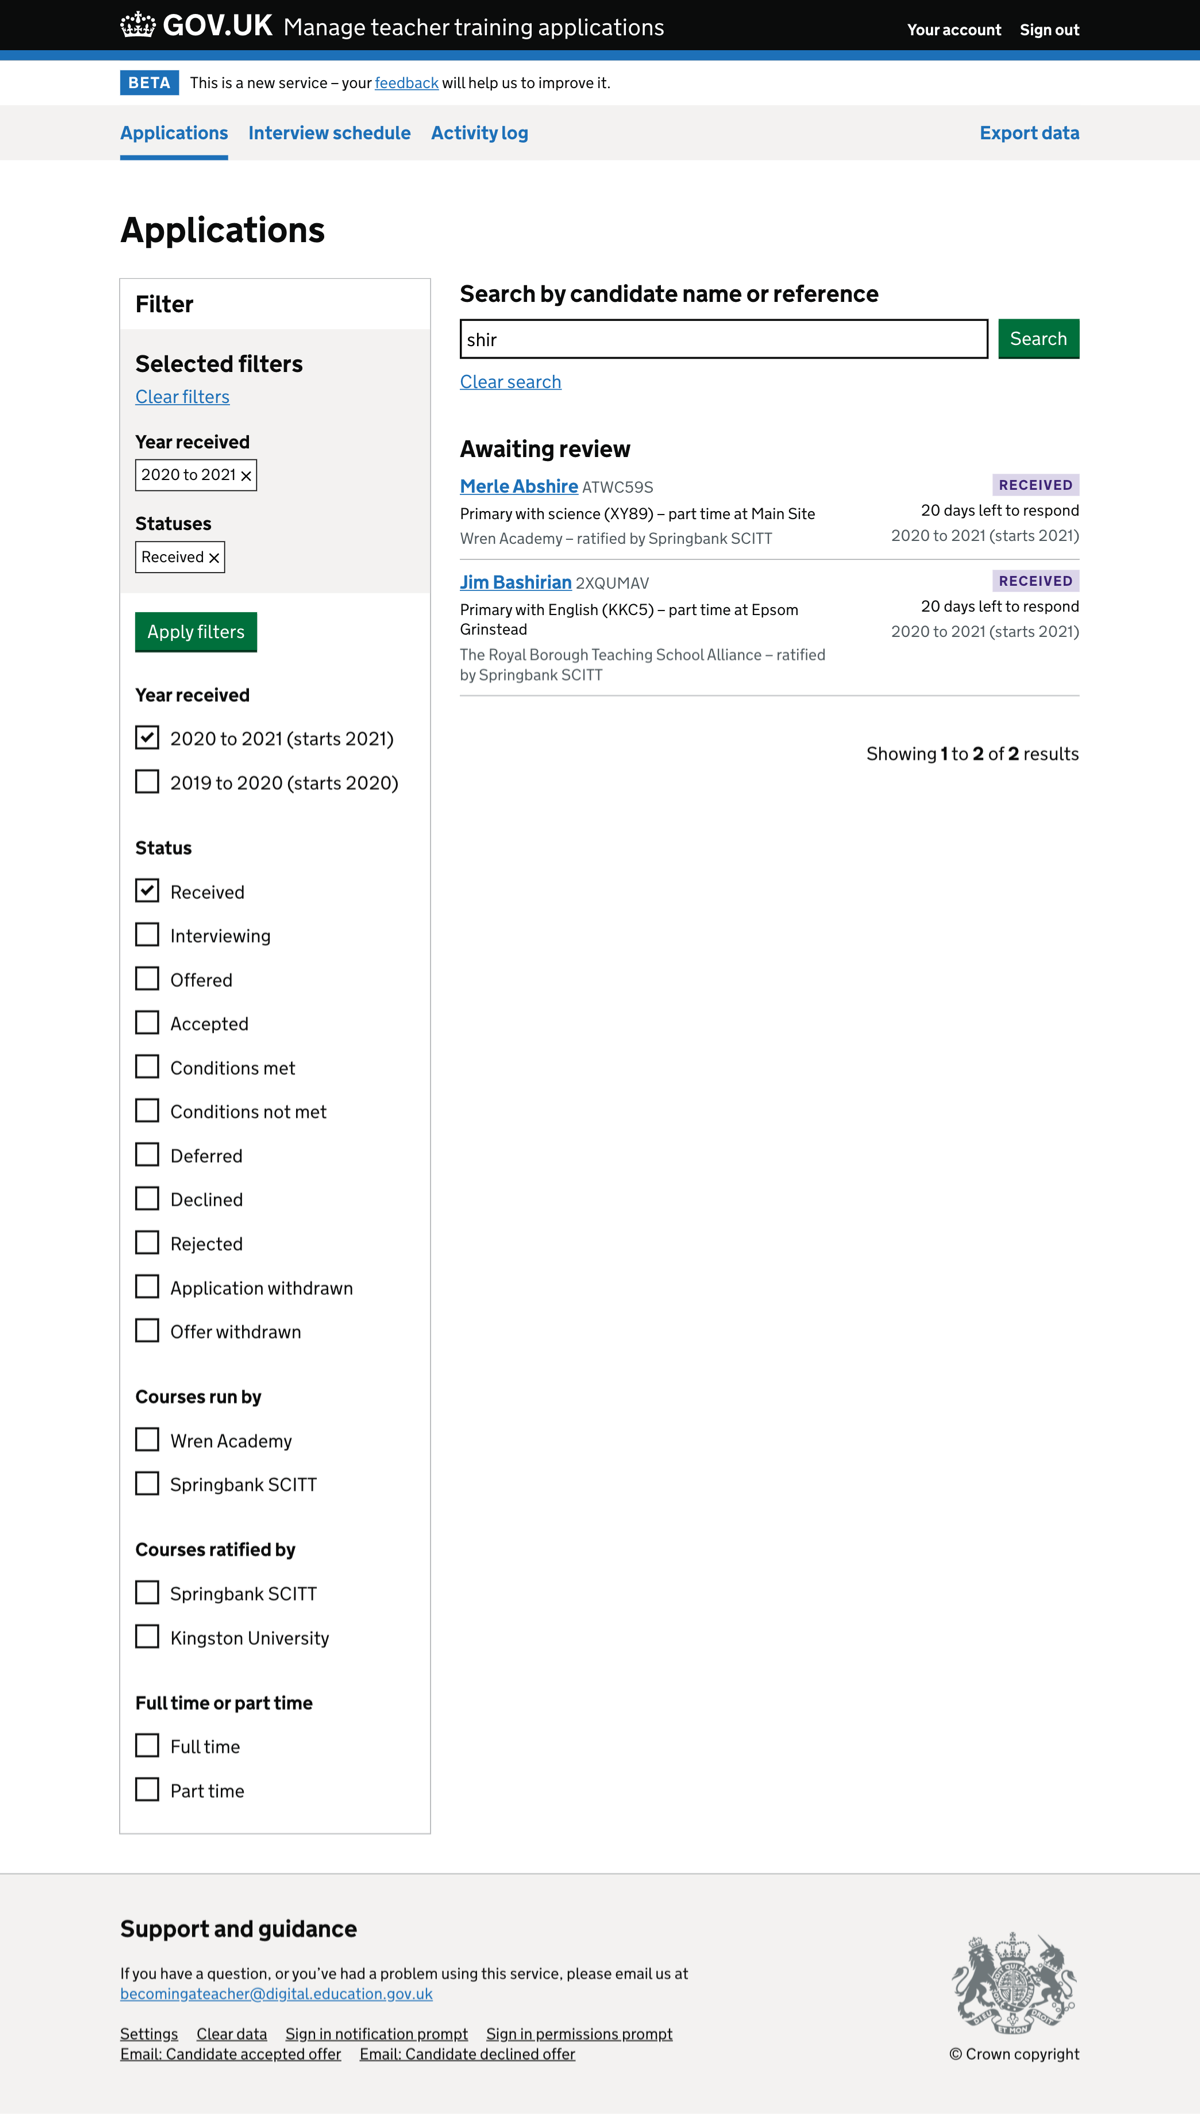 GOV.UK Manage teacher training applications
Your account Sign out
BETA This is a new service – your feedback will help us to improve it.
Applications Interview schedule Activity log Export data
Applications
Filter
Selected filters
Clear filters
Year received
2020 to 2021
Statuses
Received
Apply filters
Year received
2020 to 2021 (starts 2021)
2019 to 2020 (starts 2020)
Status
Received
Interviewing
Offered
Accepted
Conditions met
Conditions not met
Deferred
Declined
Rejected
Application withdrawn
Offer withdrawn
Courses run by
Wren Academy
Springbank SCITT
Courses ratified by
Springbank SCITT
Kingston University
Full time or part time
Full time
Part time
Search by candidate name or reference
shir
Search
Clear search
Awaiting review
Merle Abshire ATWC59S
RECEIVED
Primary with science (XY89) – part time at Main Site
20 days left to respond
Wren Academy – ratified by Springbank SCITT
2020 to 2021 (starts 2021)
Jim Bashirian 2XQUMAV
RECEIVED
Primary with English (KKC5) – part time at Epsom
Grinstead
20 days left to respond
2020 to 2021 (starts 2021)
The Royal Borough Teaching School Alliance – ratified
by Springbank SCITT
Showing 1 to 2 of 2 results
Support and guidance
If you have a question, or you’ve had a problem using this service, please email us at
becomingateacher@digital.education.gov.uk
Settings Clear data Sign in notification prompt Sign in permissions prompt
Email: Candidate accepted offer Email: Candidate declined offer
DIEU ET MON DROIT
© Crown copyright